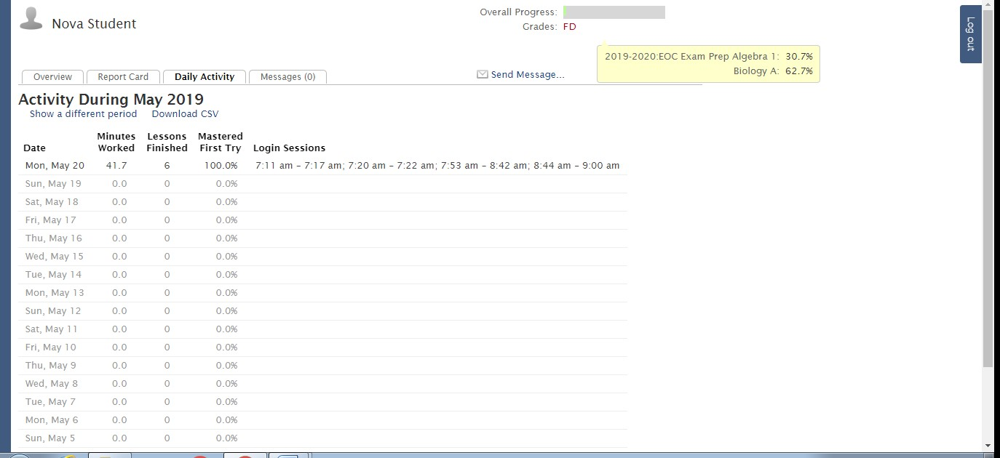 Nova Student
Overall Progress:
Grades: FD
Log out
2019-2020:EOC Exam Prep Algebra 1: 30.7%
Biology A: 62.7%
Overview Report Card Daily Activity Messages (0) Send Message...
Activity During May 2019
Show a different period Download CSV
Date Minutes Worked Lessons Finished Mastered First Try Login Sessions
Mon, May 20 41.7 6 100.0% 7:11 am – 7:17 am; 7:20 am – 7:22 am; 7:53 am – 8:42 am; 8:44 am – 9:00 am
Sun, May 19 0.0 0 0.0%
Sat, May 18 0.0 0 0.0%
Fri, May 17 0.0 0 0.0%
Thu, May 16 0.0 0 0.0%
Wed, May 15 0.0 0 0.0%
Tue, May 14 0.0 0 0.0%
Mon, May 13 0.0 0 0.0%
Sun, May 12 0.0 0 0.0%
Sat, May 11 0.0 0 0.0%
Fri, May 10 0.0 0 0.0%
Thu, May 9 0.0 0 0.0%
Wed, May 8 0.0 0 0.0%
Tue, May 7 0.0 0 0.0%
Mon, May 6 0.0 0 0.0%
Sun, May 5 0.0 0 0.0%